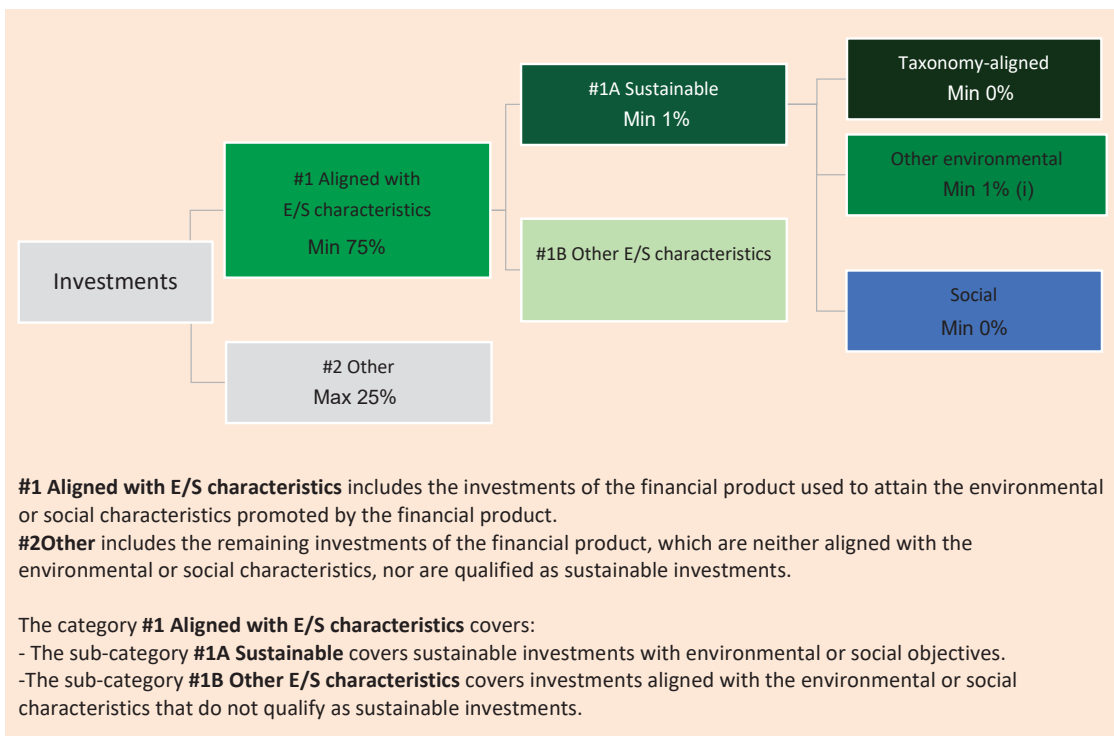 Taxonomy-aligned
Min 0%
#1A Sustainable
Min 1%
Other environmental
Min 1% (i)
#1 Aligned with
E/S characteristics
Min 75%
#1B Other E/S characteristics
Investments
Social
Min 0%
#2 Other
Max 25%
#1 Aligned with E/S characteristics includes the investments of the financial product used to attain the environmental
or social characteristics promoted by the financial product.
#2Other includes the remaining investments of the financial product, which are neither aligned with the
environmental or social characteristics, nor are qualified as sustainable investments.
The category #1 Aligned with E/S characteristics covers:
- The sub-category #1A Sustainable covers sustainable investments with environmental or social objectives.
-The sub-category #1B Other E/S characteristics covers investments aligned with the environmental or social
characteristics that do not qualify as sustainable investments.